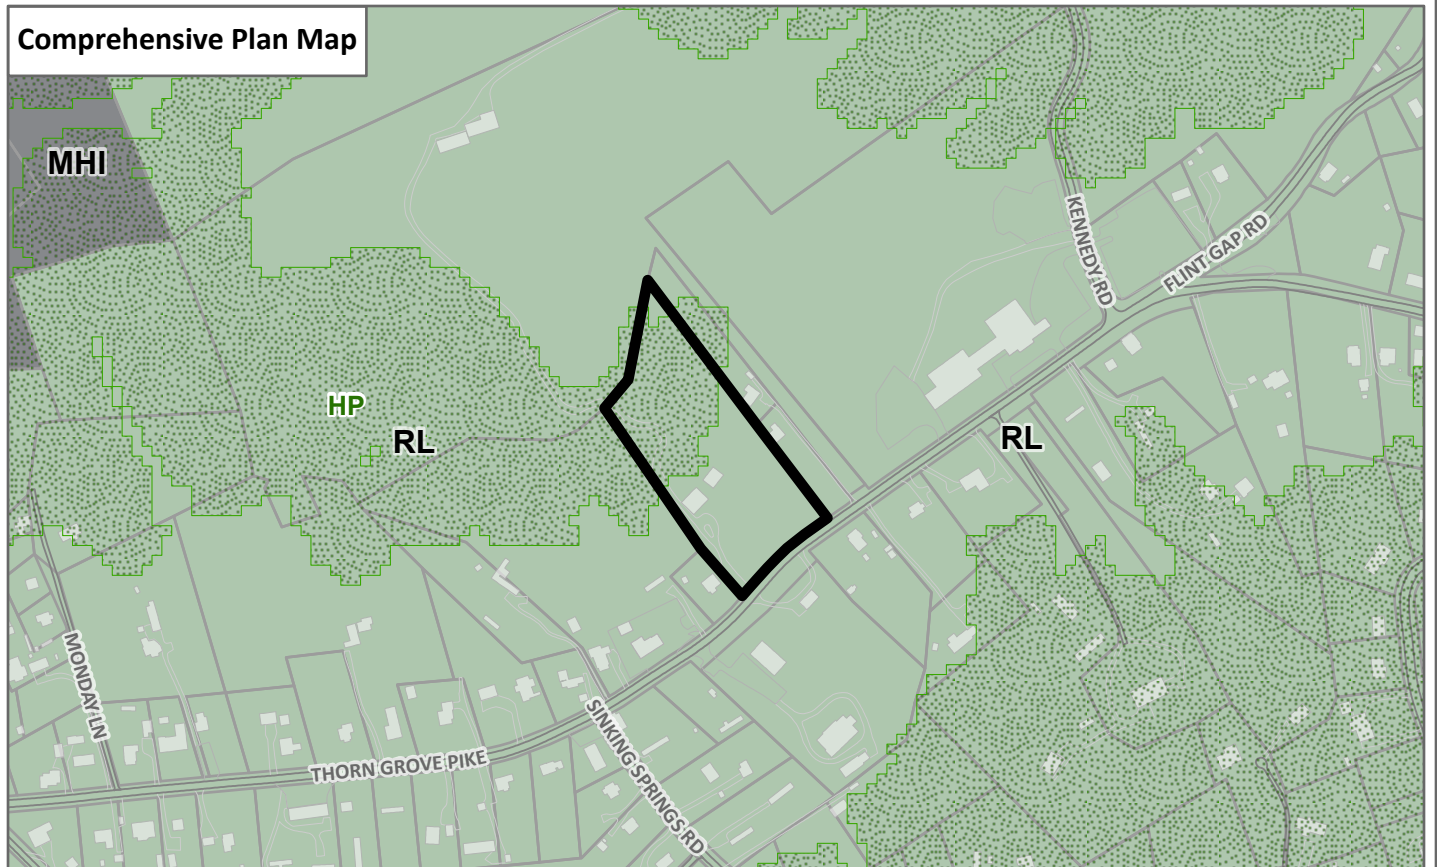 Comprehensive Plan Map
MHI
KENNEDY RD
FLINT GAP RD
HP
RL
RL
MONDAY LN
SINKING SPRINGS RD
THORN GROVE PIKE